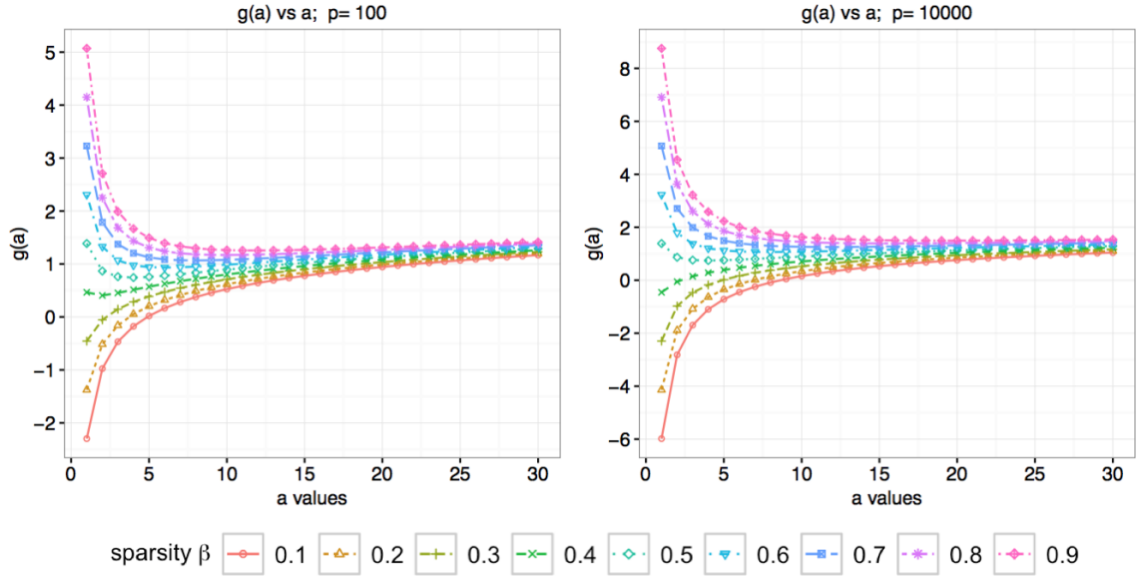 g(a) vs a;  p= 100
g(a)
5
4
3
2
1
0
−1
−2
0 5 10 15 20 25 30
a values
g(a) vs a;  p= 10000
g(a)
8
6
4
2
0
−2
−4
−6
0 5 10 15 20 25 30
a values
sparsity β 0.1 0.2 0.3 0.4 0.5 0.6 0.7 0.8 0.9